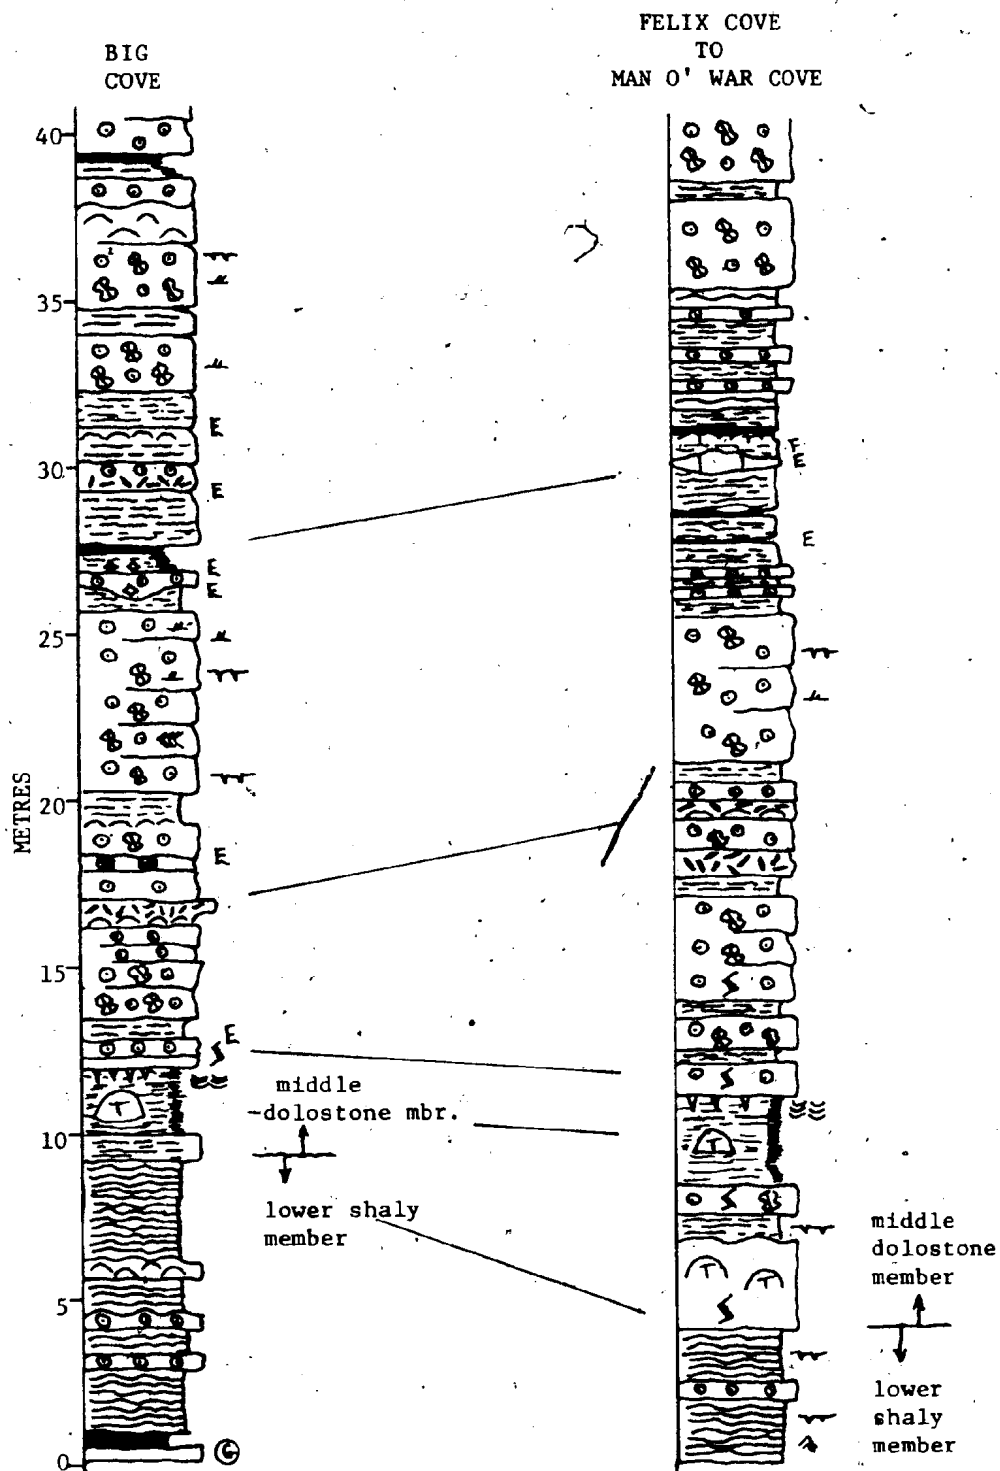 BIG
COVE
FELIX COVE
TO
MAN O' WAR COVE
METRES
40
35
30
25
20
15
10
5
0
E
E
E
E
E
E
T
G
middle
dolostone mbr.
lower shaly
member
E
E
E
T
T
T
middle
dolostone
member
lower
shaly
member